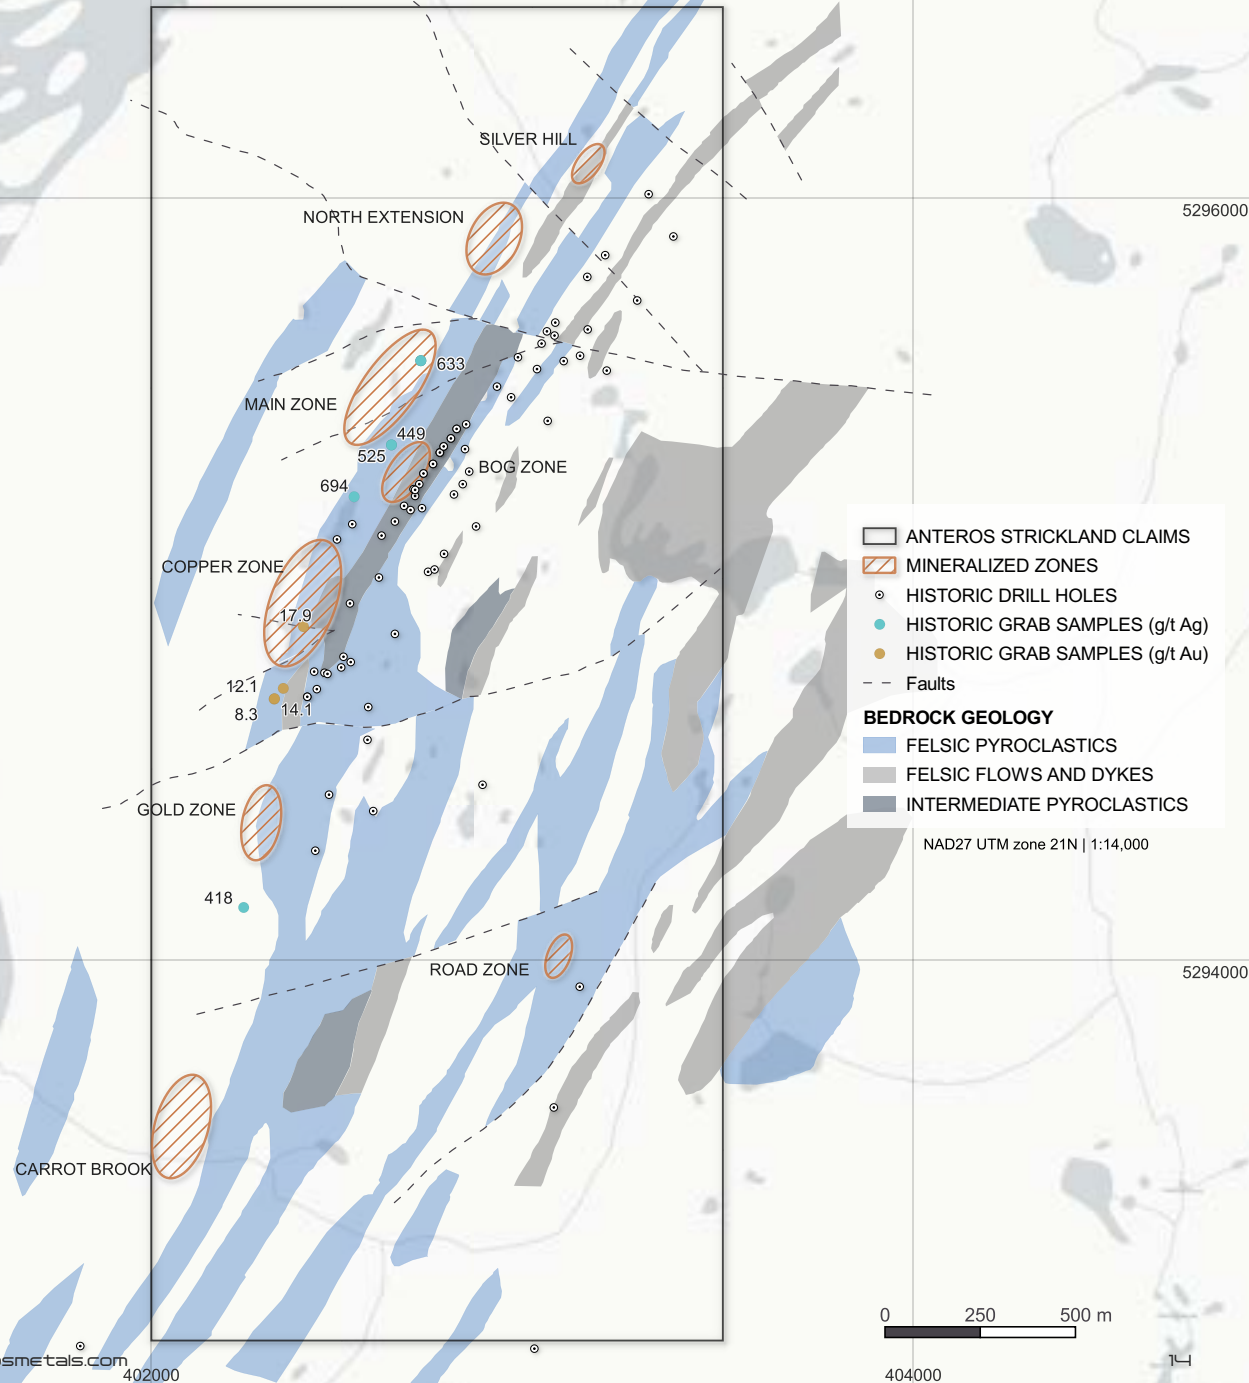 SILVER HILL
5296000
NORTH EXTENSION
633
MAIN ZONE
449
525
BOG ZONE
694
COPPER ZONE
17.9
12.1
8.3
14.1
ANTEROS STRICKLAND CLAIMS
MINERALIZED ZONES
HISTORIC DRILL HOLES
HISTORIC GRAB SAMPLES (g/t Ag)
HISTORIC GRAB SAMPLES (g/t Au)
Faults
BEDROCK GEOLOGY
FELSIC PYROCLASTICS
FELSIC FLOWS AND DYKES
INTERMEDIATE PYROCLASTICS
NAD27 UTM zone 21N | 1:14,000
GOLD ZONE
418
ROAD ZONE
5294000
CARROT BROOK
0 250 500 m
smetals.com
14
402000
404000